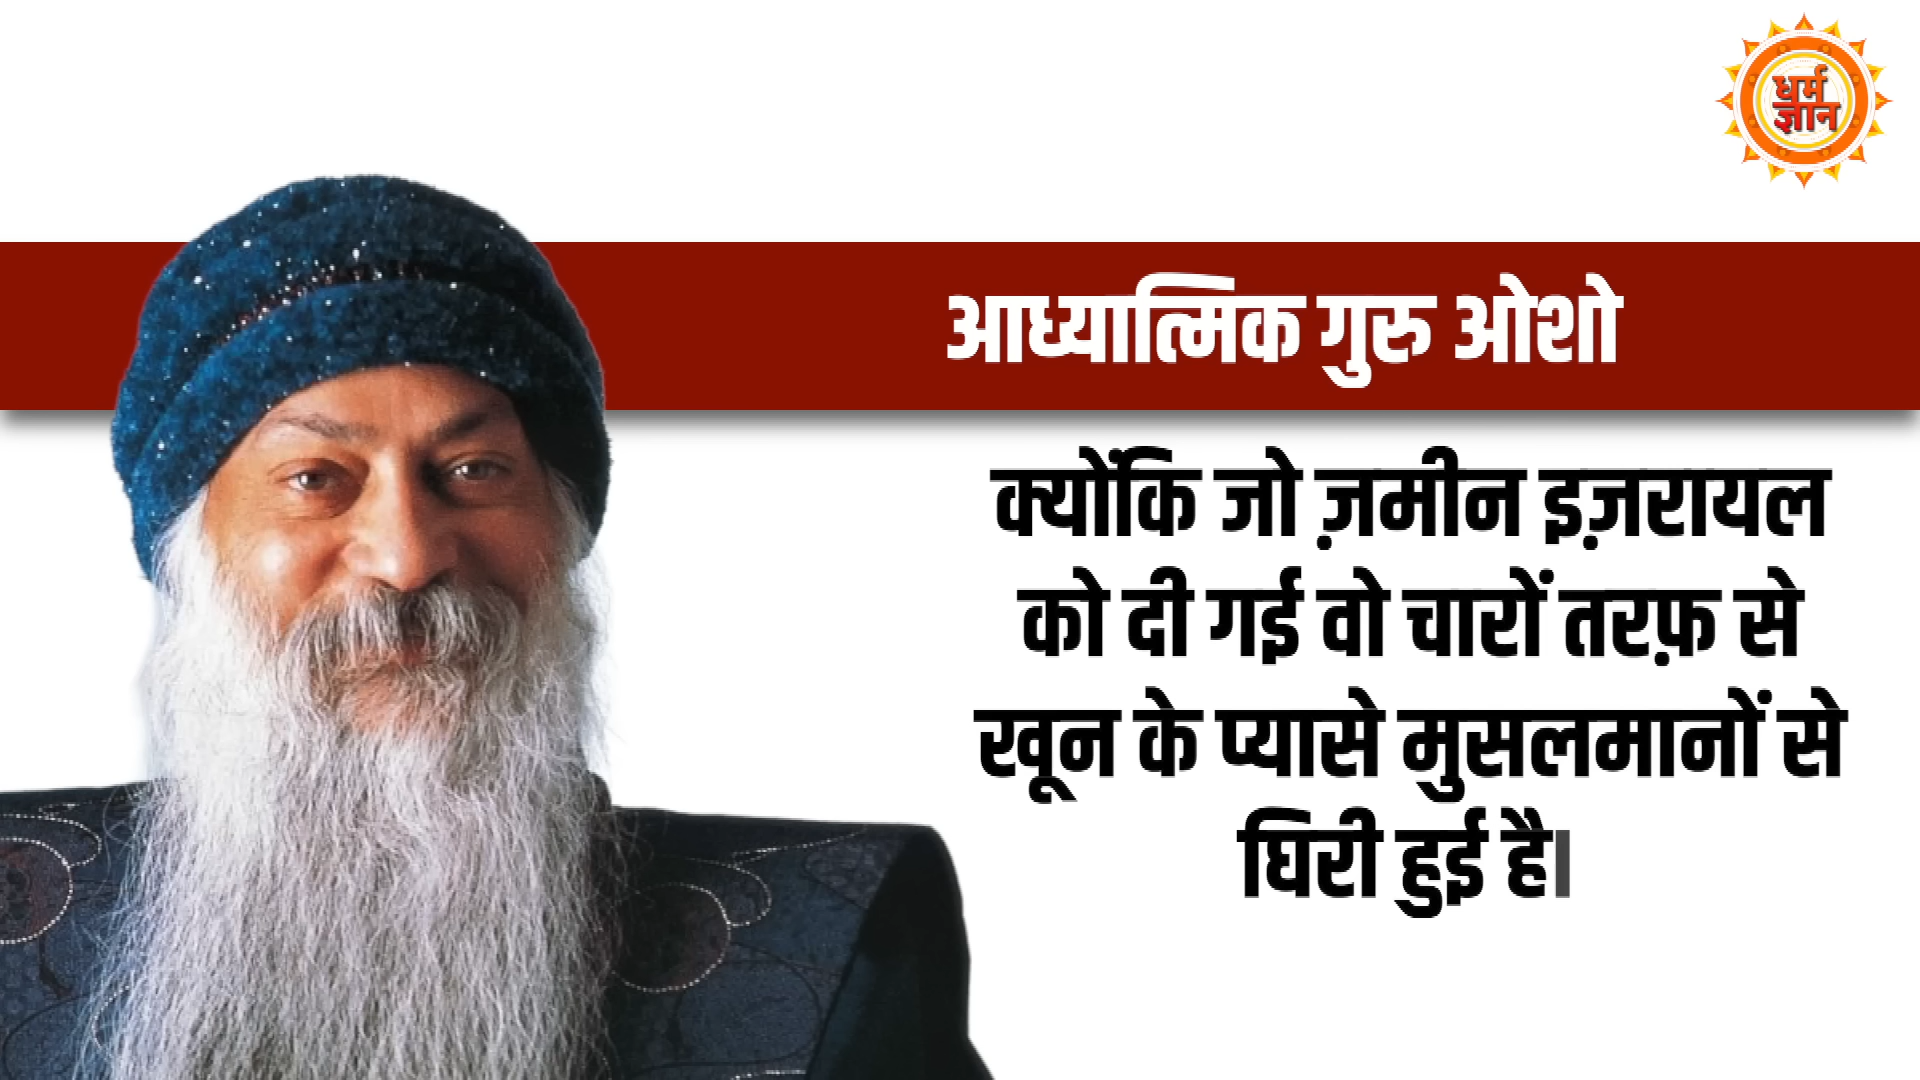 धर्म
ज्ञान
आध्यात्मिक गुरु ओशो
क्योंकि जो ज़मीन इज़रायल
को दी गई वो चारों तरफ़ से
खून के प्यासे मुसलमानों से
घिरी हुई है।